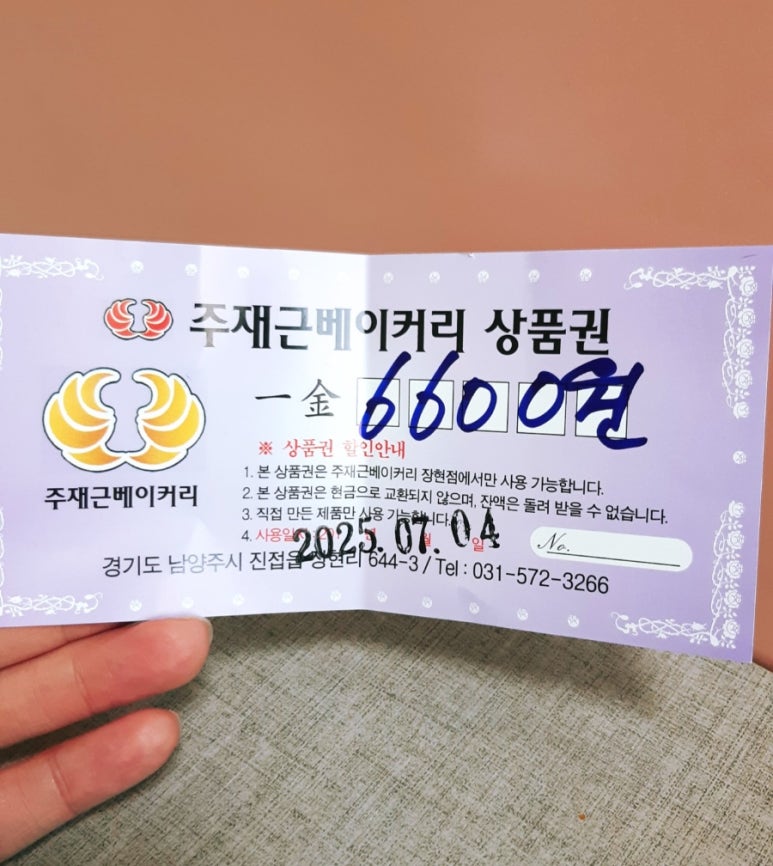 주재근베이커리 상품권
一金 6600원
주재근베이커리
※ 상품권 할인안내
1. 본 상품권은 주재근베이커리 장현점에서만 사용 가능합니다.
2. 본 상품권은 현금으로 교환되지 않으며, 잔액은 돌려 받을 수 없습니다.
3. 직접 만든 제품만 사용 가능합니다.
4. 사용일 2025.07.04 월 일
No.
경기도 남양주시 진접읍 장현리 644-3 / Tel : 031-572-3266